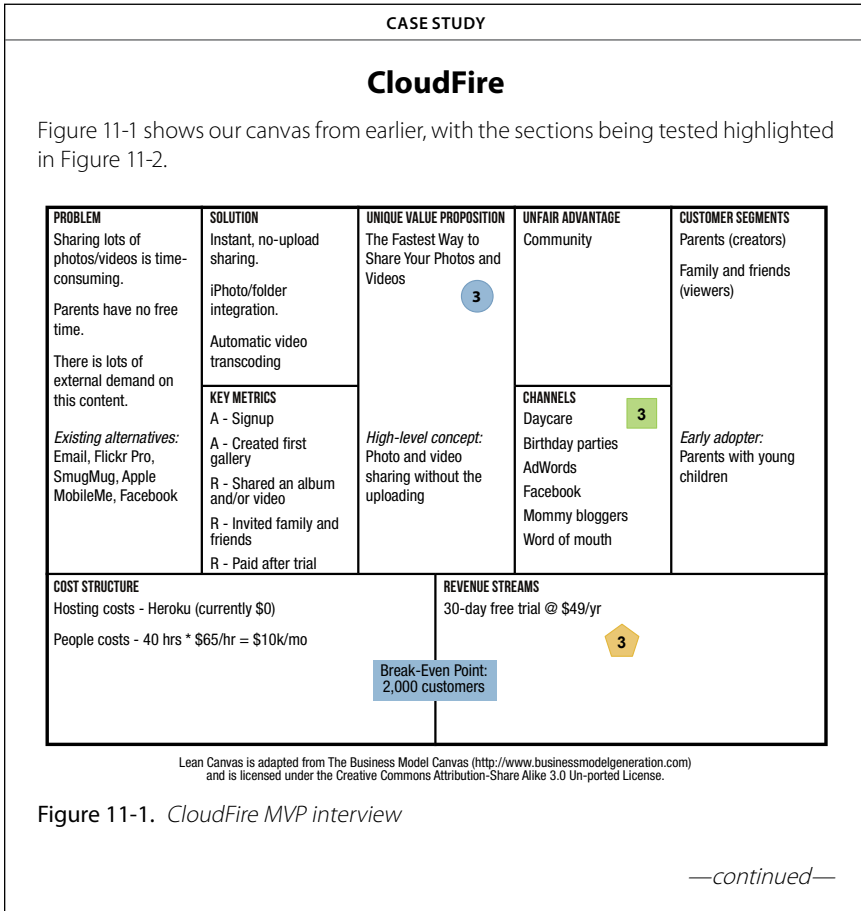 CASE STUDY
CloudFire
Figure 11-1 shows our canvas from earlier, with the sections being tested highlighted
in Figure 11-2.
PROBLEM
Sharing lots of
photos/videos is time-
consuming.
Parents have no free
time.
There is lots of
external demand on
this content.
Existing alternatives:
Email, Flickr Pro,
SmugMug, Apple
MobileMe, Facebook
SOLUTION
Instant, no-upload
sharing.
iPhoto/folder
integration.
Automatic video
transcoding
KEY METRICS
A - Signup
A - Created first
gallery
R - Shared an album
and/or video
R - Invited family and
friends
R - Paid after trial
UNIQUE VALUE PROPOSITION
The Fastest Way to
Share Your Photos and
Videos
3
High-level concept:
Photo and video
sharing without the
uploading
UNFAIR ADVANTAGE
Community
CHANNELS
3
Daycare
Birthday parties
AdWords
Facebook
Mommy bloggers
Word of mouth
CUSTOMER SEGMENTS
Parents (creators)
Family and friends
(viewers)
Early adopter:
Parents with young
children
COST STRUCTURE
Hosting costs - Heroku (currently $0)
People costs - 40 hrs * $65/hr = $10k/mo
Break-Even Point:
2,000 customers
REVENUE STREAMS
30-day free trial @ $49/yr
3
Lean Canvas is adapted from The Business Model Canvas (http://www.businessmodelgeneration.com)
and is licensed under the Creative Commons Attribution-Share Alike 3.0 Un-ported License.
Figure 11-1. CloudFire MVP interview
—continued—